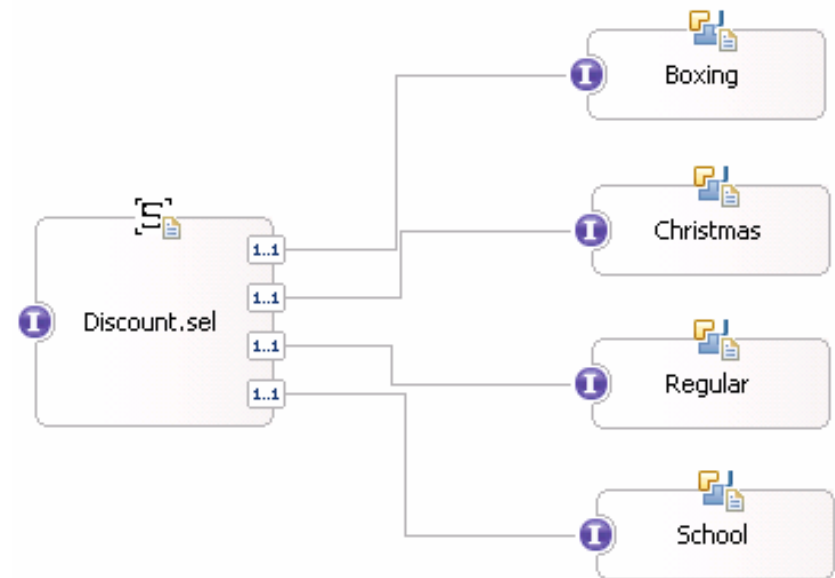 Boxing
Christmas
Discount.sel
1..1
1..1
1..1
1..1
Regular
School
I
I
I
I
I
S